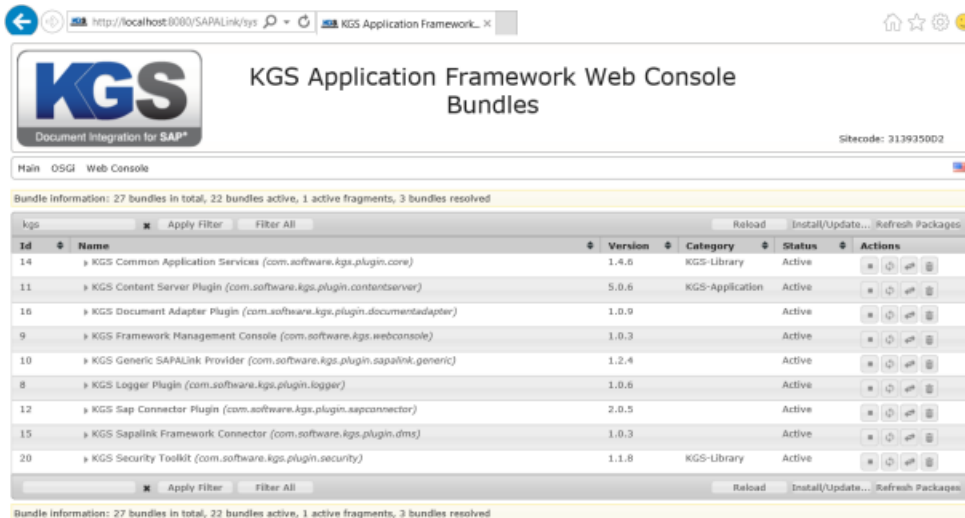 http://localhost:8080/SAPALink/sys
KGS Application Framework...
KGS
Document Integration for SAP®
KGS Application Framework Web Console
Bundles
Sitecode: 3139350D2
Main OSGi Web Console
Bundle information: 27 bundles in total, 22 bundles active, 1 active fragments, 3 bundles resolved
kgs Apply Filter Filter All Reload Install/Update... Refresh Packages
Id Name Version Category Status Actions
14 KGS Common Application Services (com.software.kgs.plugin.core) 1.4.6 KGS-Library Active
11 KGS Content Server Plugin (com.software.kgs.plugin.contentserver) 5.0.6 KGS-Application Active
16 KGS Document Adapter Plugin (com.software.kgs.plugin.documentadapter) 1.0.9 Active
9 KGS Framework Management Console (com.software.kgs.webconsole) 1.0.3 Active
10 KGS Generic SAPALink Provider (com.software.kgs.plugin.sapalink.generic) 1.2.4 Active
8 KGS Logger Plugin (com.software.kgs.plugin.logger) 1.0.6 Active
12 KGS Sap Connector Plugin (com.software.kgs.plugin.sapconnector) 2.0.5 Active
15 KGS Sapalink Framework Connector (com.software.kgs.plugin.dms) 1.0.3 Active
20 KGS Security Toolkit (com.software.kgs.plugin.security) 1.1.8 KGS-Library Active
Apply Filter Filter All Reload Install/Update... Refresh Packages
Bundle information: 27 bundles in total, 22 bundles active, 1 active fragments, 3 bundles resolved